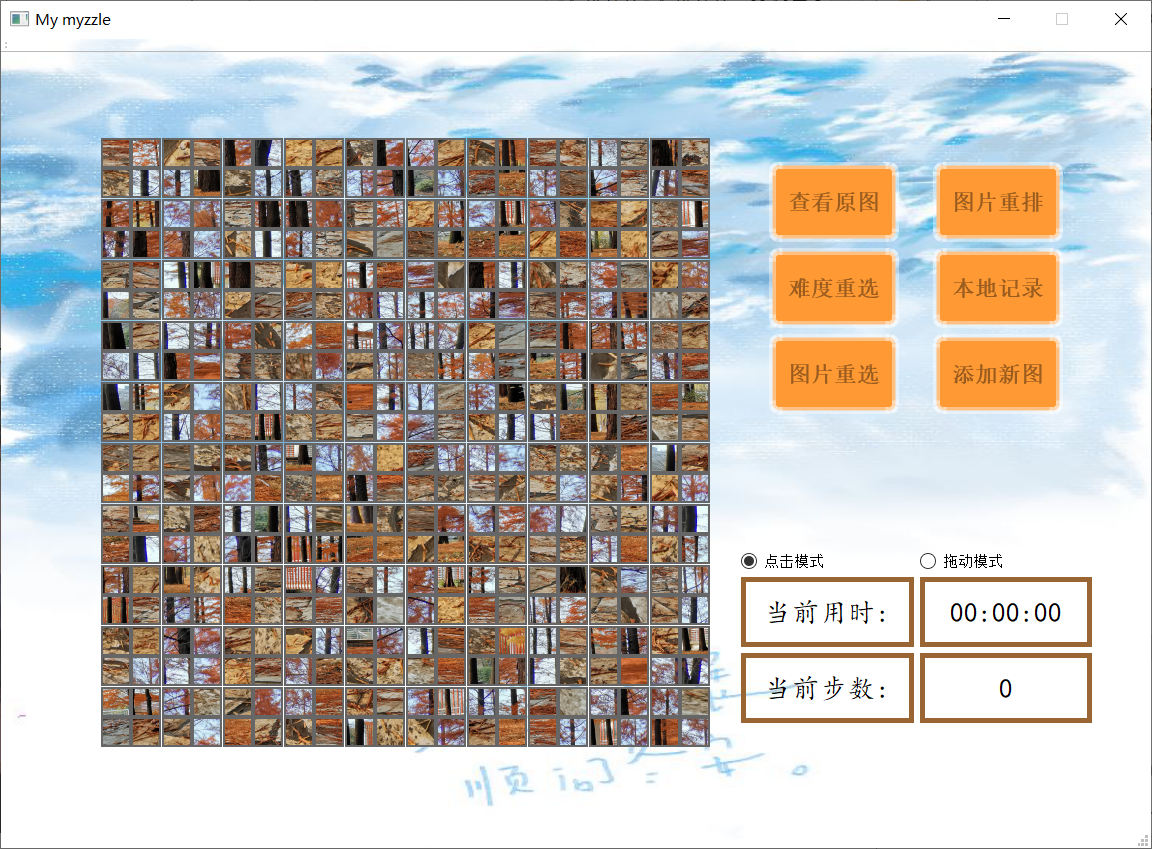 My myzzle
查看原图 图片重排
难度重选 本地记录
图片重选 添加新图
点击模式 拖动模式
当前用时: 00:00:00
当前步数: 0